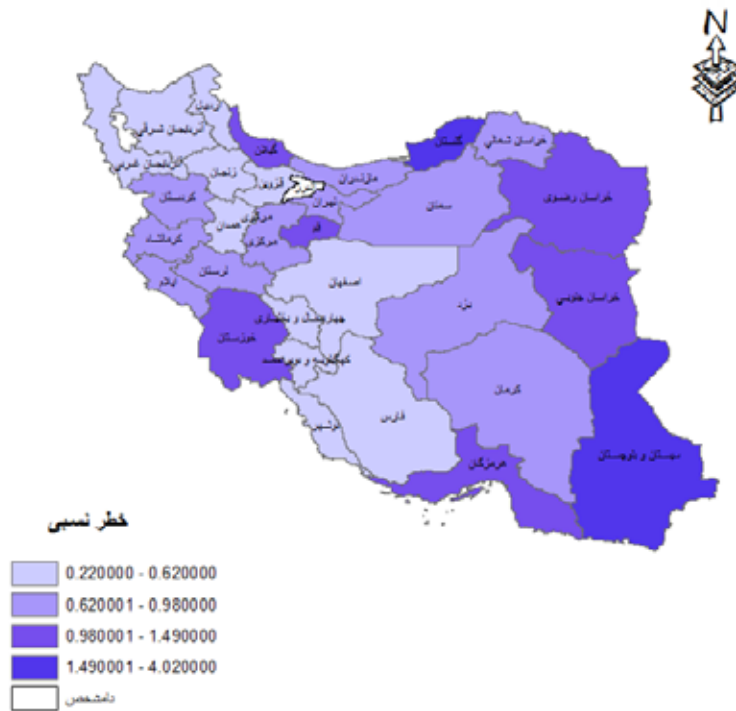 N
اردبیل
آذربایجان شرقی
آذربایجان غربی
گیلان
زنجان
قزوین
کردستان
همدان
مرکزی
مرکزی
تهران
قم
مازندران
گلستان
خراسان شمالی
خراسان رضوی
سمنان
کرمانشاه
لرستان
ایلام
اصفهان
یزد
خراسان جنوبی
خوزستان
چهارمحال و بختیاری
کهگیلویه و بویراحمد
فارس
بوشهر
کرمان
هرمزگان
سیستان و بلوچستان
خطر نسبی
0.220000 - 0.620000
0.620001 - 0.980000
0.980001 - 1.490000
1.490001 - 4.020000
نامشخص